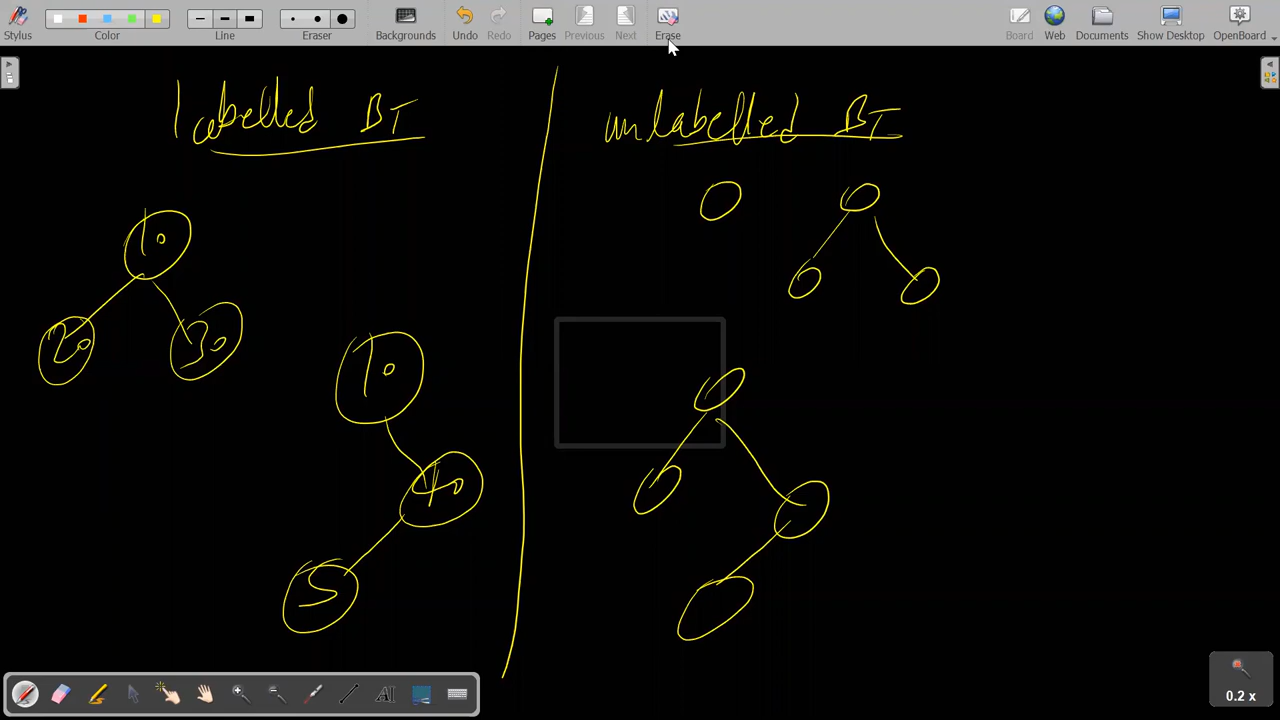 Stylus
Color
Line
Eraser
Backgrounds
Undo
Redo
Pages
Previous
Next
Erase
Board
Web
Documents
Show Desktop
OpenBoard
labelled BT
unlabelled BT
10
20
30
10
40
5
0.2 x